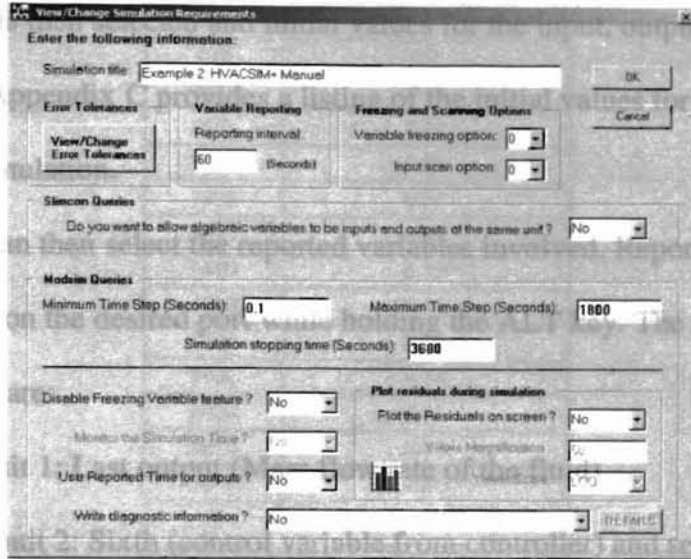 View/Change Simulation Requirements
Enter the following information:
Simulation title: Example 2 HVACSIM+ Manual
OK
Cancel
Error Tolerances
View/Change
Error Tolerances
Variable Reporting
Reporting interval
60 (Seconds)
Freezing and Scanning Options
Variable freezing option: 0
Input scan option: 0
Slimcon Queries
Do you want to allow algebraic variables to be inputs and outputs of the same unit? No
Modsim Queries
Minimum Time Step (Seconds): 0.1
Maximum Time Step (Seconds): 1800
Simulation stopping time (Seconds): 3600
Disable Freezing Variable feature? No
Monitor the Simulation Time?
Use Reported Time for outputs? No
Plot residuals during simulation
Plot the Residuals on screen? No
Write diagnostic information? No
DETAILS